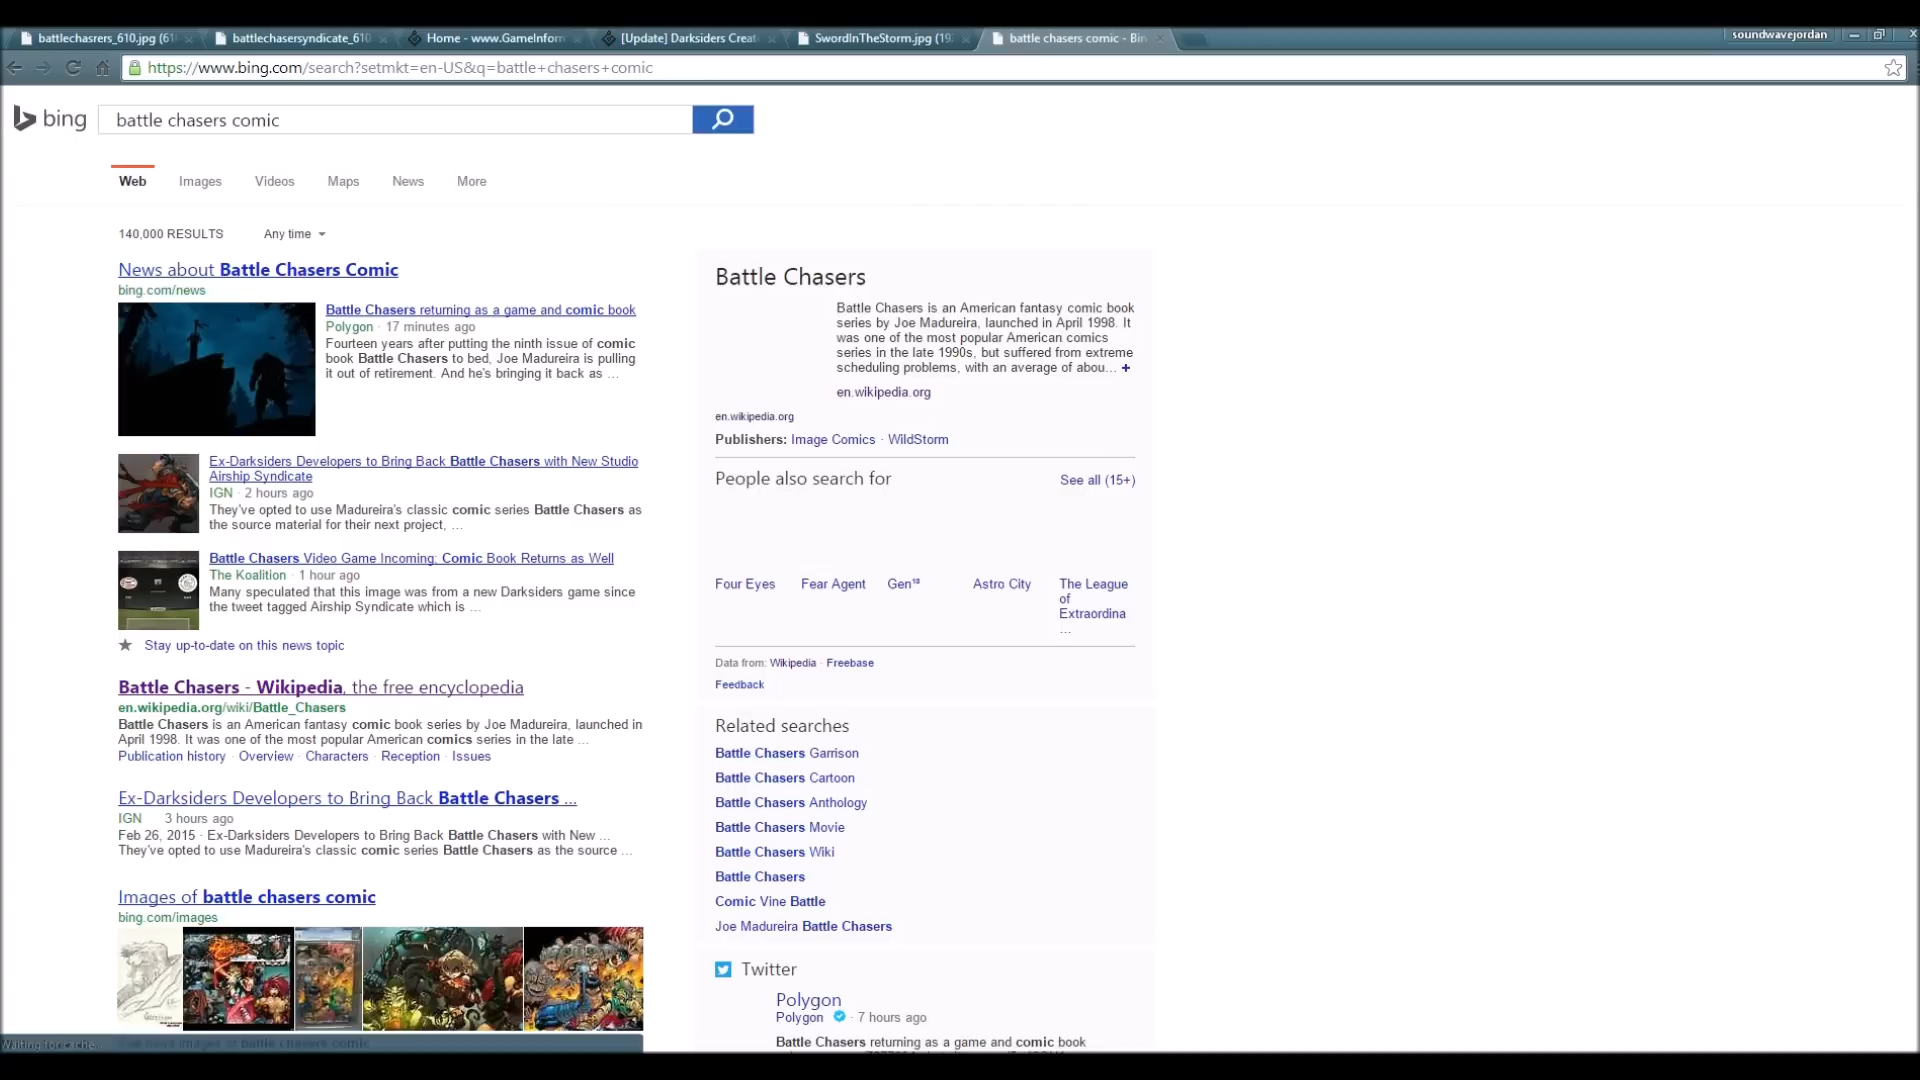 battlechasrers_610.jpg (61
battlechasersyndicate_610
Home - www.GameInform
[Update] Darksiders Creat
SwordInTheStorm.jpg (19
battle chasers comic - Bin
soundwavejordan
https://www.bing.com/search?setmkt=en-US&q=battle+chasers+comic
bing
battle chasers comic
Web Images Videos Maps News More
140,000 RESULTS Any time
News about Battle Chasers Comic
bing.com/news
Battle Chasers returning as a game and comic book
Polygon · 17 minutes ago
Fourteen years after putting the ninth issue of comic
book Battle Chasers to bed, Joe Madureira is pulling
it out of retirement. And he's bringing it back as ...
Ex-Darksiders Developers to Bring Back Battle Chasers with New Studio
Airship Syndicate
IGN · 2 hours ago
They've opted to use Madureira's classic comic series Battle Chasers as
the source material for their next project, ...
Battle Chasers Video Game Incoming; Comic Book Returns as Well
The Koalition · 1 hour ago
Many speculated that this image was from a new Darksiders game since
the tweet tagged Airship Syndicate which is ...
Stay up-to-date on this news topic
Battle Chasers - Wikipedia, the free encyclopedia
en.wikipedia.org/wiki/Battle_Chasers
Battle Chasers is an American fantasy comic book series by Joe Madureira, launched in
April 1998. It was one of the most popular American comics series in the late ...
Publication history · Overview · Characters · Reception · Issues
Ex-Darksiders Developers to Bring Back Battle Chasers ...
IGN 3 hours ago
Feb 26, 2015 · Ex-Darksiders Developers to Bring Back Battle Chasers with New ...
They've opted to use Madureira's classic comic series Battle Chasers as the source ...
Images of battle chasers comic
bing.com/images
Waiting for cache...
Battle Chasers
Battle Chasers is an American fantasy comic book
series by Joe Madureira, launched in April 1998. It
was one of the most popular American comics
series in the late 1990s, but suffered from extreme
scheduling problems, with an average of abou... +
en.wikipedia.org
en.wikipedia.org
Publishers: Image Comics · WildStorm
People also search for See all (15+)
Four Eyes
Fear Agent
Gen¹³
Astro City
The League
of
Extraordina
...
Data from: Wikipedia · Freebase
Feedback
Related searches
Battle Chasers Garrison
Battle Chasers Cartoon
Battle Chasers Anthology
Battle Chasers Movie
Battle Chasers Wiki
Battle Chasers
Comic Vine Battle
Joe Madureira Battle Chasers
Twitter
Polygon
Polygon · 7 hours ago
Battle Chasers returning as a game and comic book